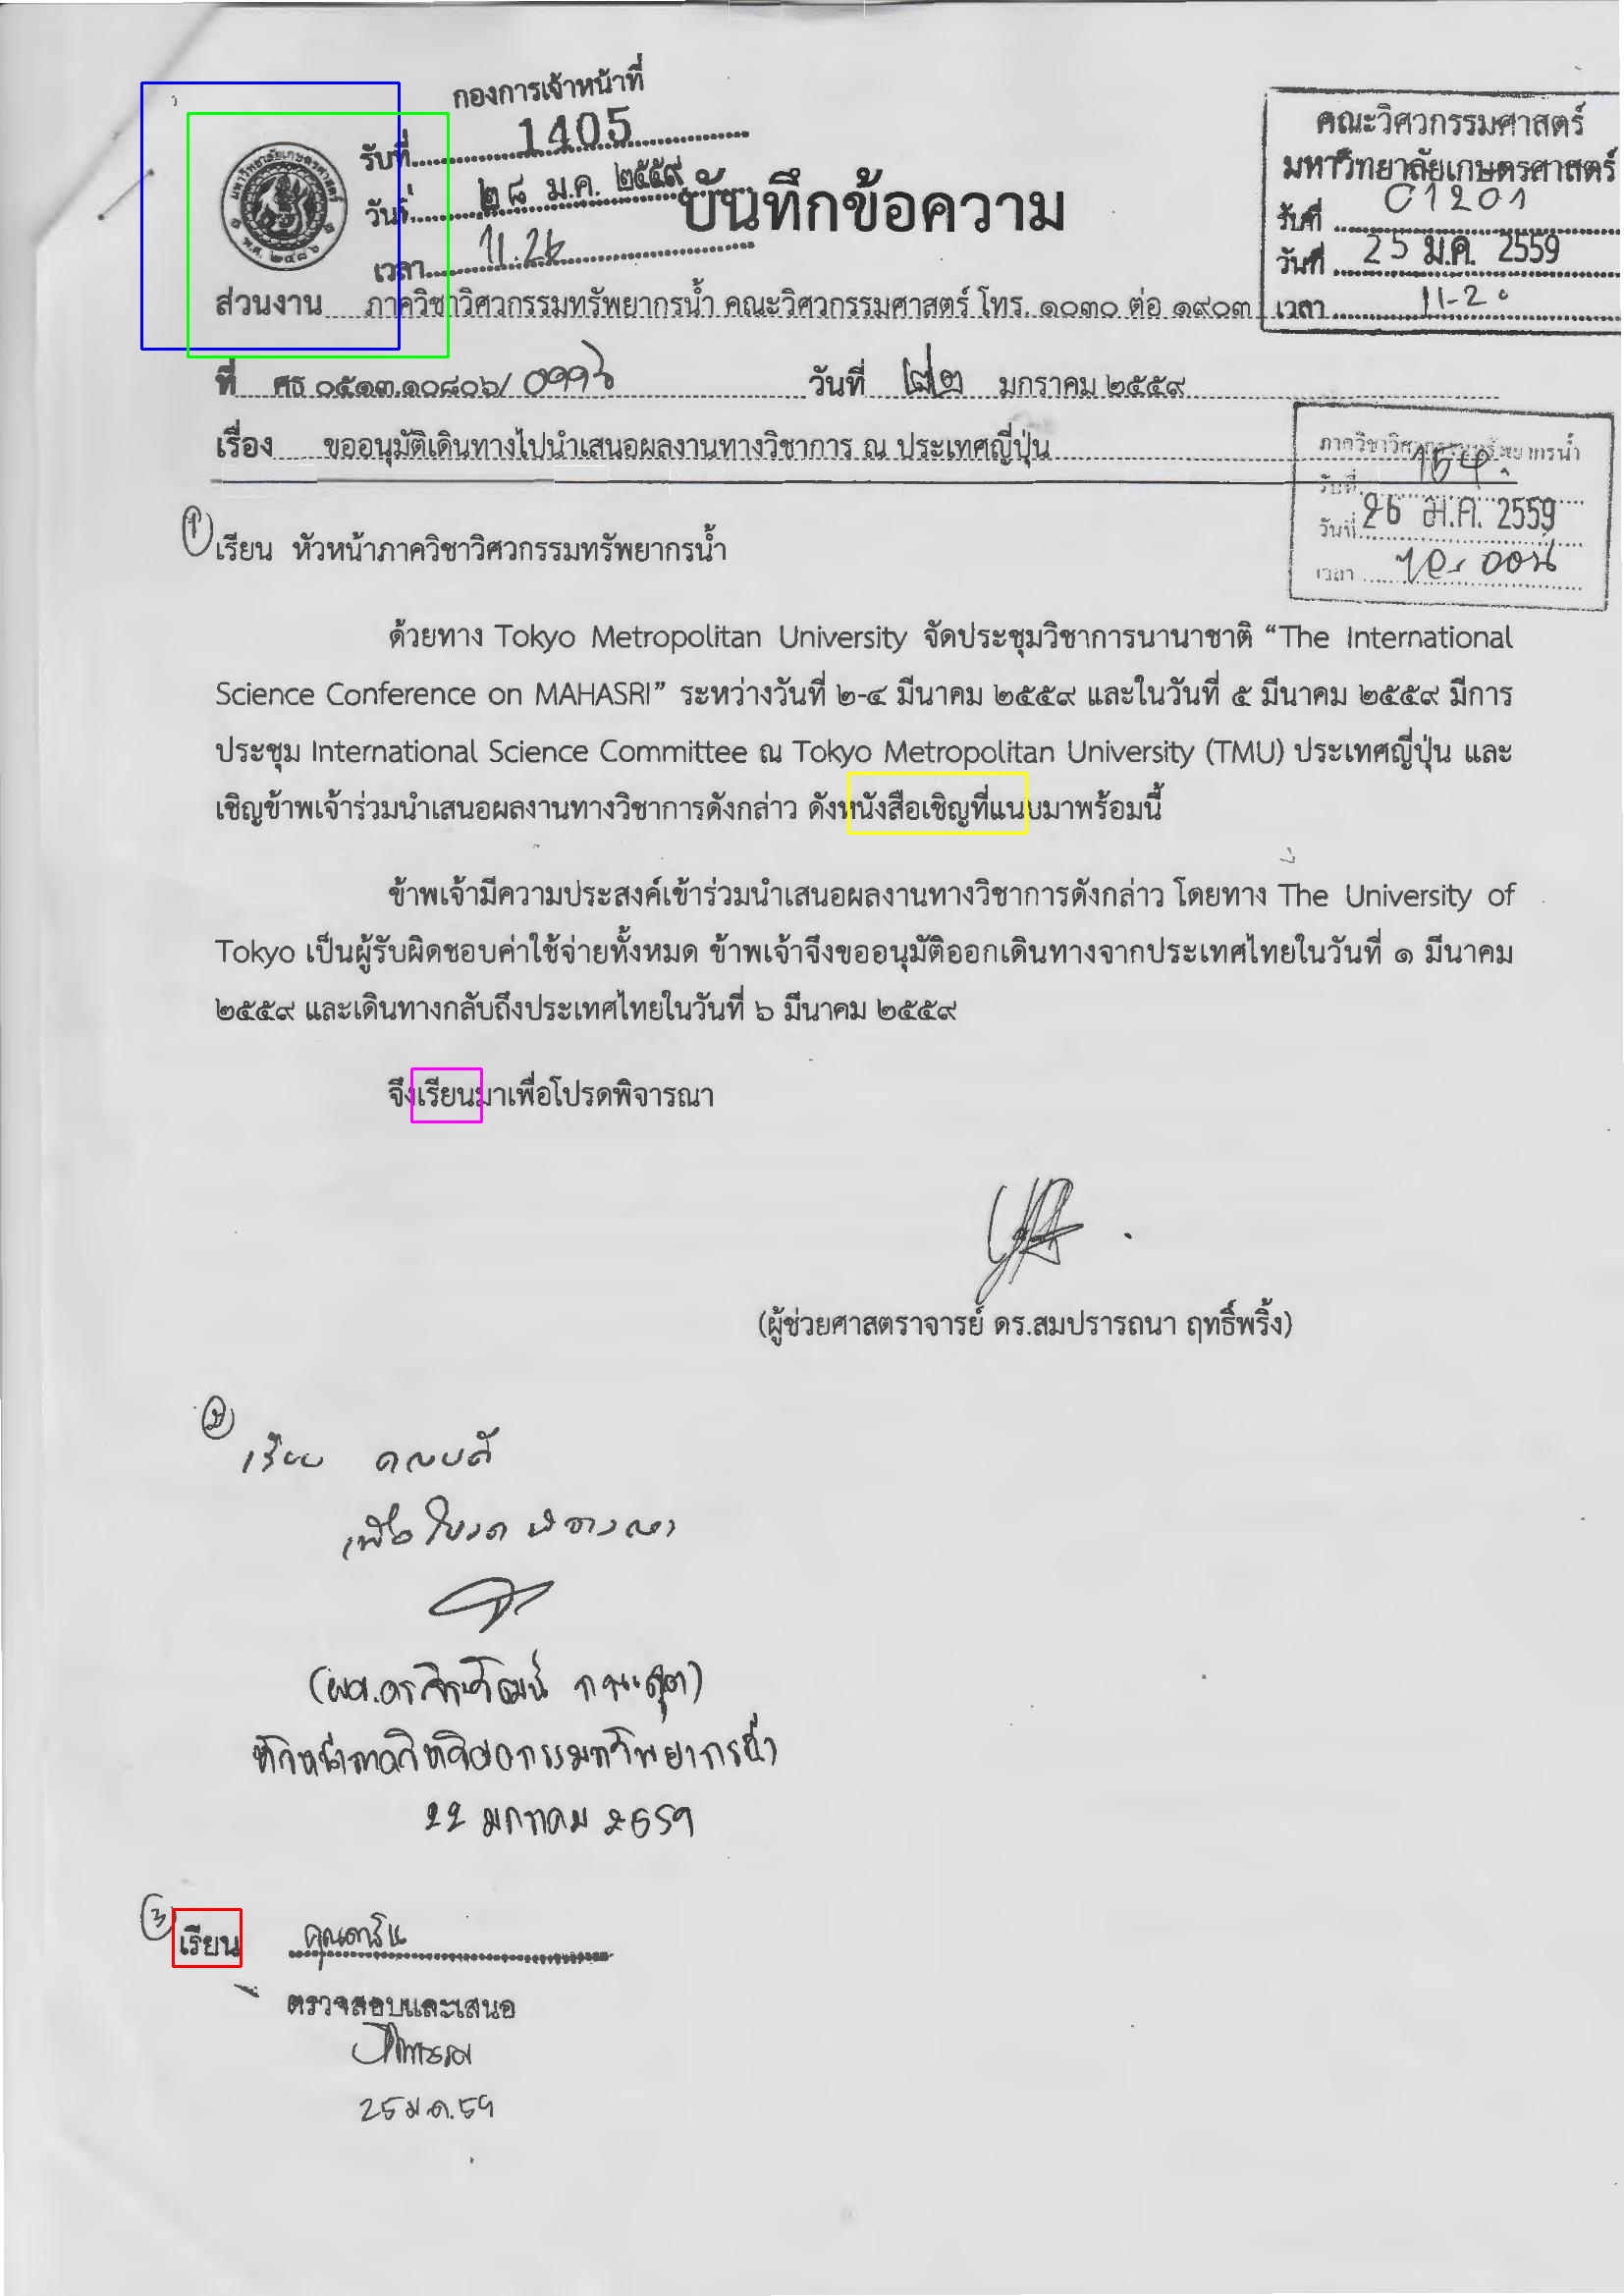 กองการเจ้าหน้าที่
รับที่ 1405
วันที่ ๒๘ ม.ค. ๒๕๕๙
เวลา 11.26
คณะวิศวกรรมศาสตร์
มหาวิทยาลัยเกษตรศาสตร์
รับที่ 01201
วันที่ 25 ม.ค. 2559
เวลา 11-20
มหาวิทยาลัยเกษตรศาสตร์
พ.ศ. ๒๔๘๖
บันทึกข้อความ
ส่วนงาน ภาควิชาวิศวกรรมทรัพยากรน้ำ คณะวิศวกรรมศาสตร์ โทร. ๑๐๓๐ ต่อ ๑๙๐๓
ที่ ศธ ๐๕๑๓.๑๐๘๐๖/ วันที่ ๒๒ มกราคม ๒๕๕๙
เรื่อง ขออนุมัติเดินทางไปนำเสนอผลงานทางวิชาการ ณ ประเทศญี่ปุ่น
ภาควิชาวิศวกรรมทรัพยากรน้ำ
รับที่
วันที่ 26 ม.ค. 2559
เวลา
1 เรียน หัวหน้าภาควิชาวิศวกรรมทรัพยากรน้ำ
ด้วยทาง Tokyo Metropolitan University จัดประชุมวิชาการนานาชาติ “The International
Science Conference on MAHASRI” ระหว่างวันที่ ๒-๔ มีนาคม ๒๕๕๙ และในวันที่ ๕ มีนาคม ๒๕๕๙ มีการ
ประชุม International Science Committee ณ Tokyo Metropolitan University (TMU) ประเทศญี่ปุ่น และ
เชิญข้าพเจ้าร่วมนำเสนอผลงานทางวิชาการดังกล่าว ดังหนังสือเชิญที่แนบมาพร้อมนี้
ข้าพเจ้ามีความประสงค์เข้าร่วมนำเสนอผลงานทางวิชาการดังกล่าว โดยทาง The University of
Tokyo เป็นผู้รับผิดชอบค่าใช้จ่ายทั้งหมด ข้าพเจ้าจึงขออนุมัติออกเดินทางจากประเทศไทยในวันที่ ๑ มีนาคม
๒๕๕๙ และเดินทางกลับถึงประเทศไทยในวันที่ ๖ มีนาคม ๒๕๕๙
จึงเรียนมาเพื่อโปรดพิจารณา
(ผู้ช่วยศาสตราจารย์ ดร.สมปรารถนา ฤทธิ์พริ้ง)
เรียน คณบดี
เพื่อโปรดพิจารณา
หัวหน้าภาควิชาวิศวกรรมทรัพยากรน้ำ
22 มกราคม 2559
3 เรียน
ตรวจสอบและเสนอ
25 ม.ค.59